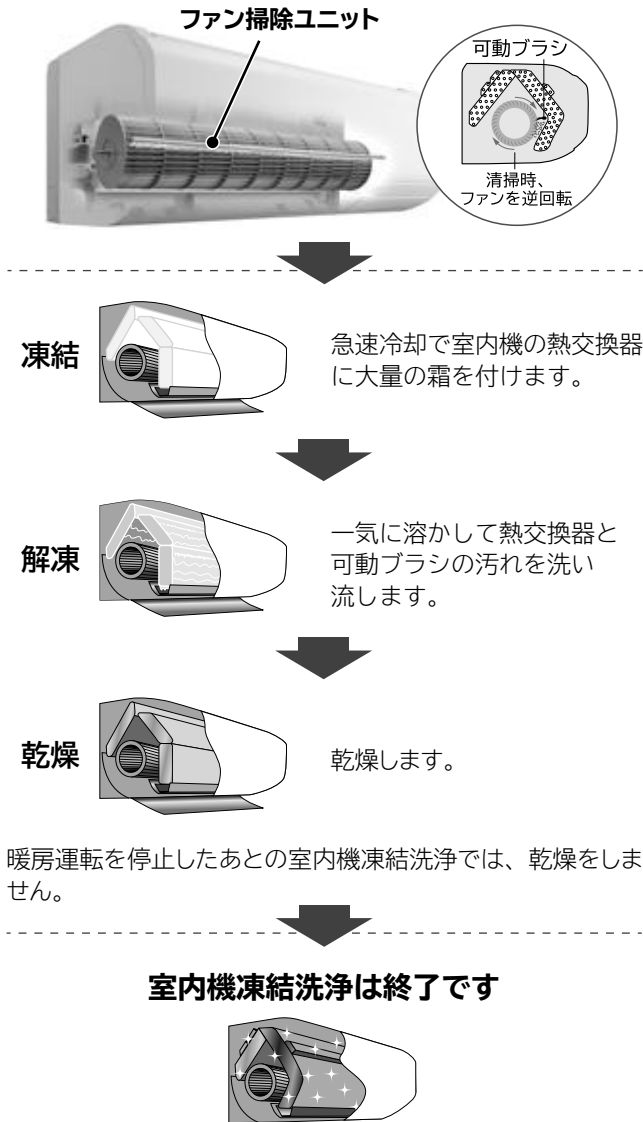 ファン掃除ユニット
可動ブラシ
清掃時、
ファンを逆回転
凍結
急速冷却で室内機の熱交換器
に大量の霜を付けます。
解凍
一気に溶かして熱交換器と
可動ブラシの汚れを洗い
流します。
乾燥
乾燥します。
暖房運転を停止したあとの室内機凍結洗浄では、乾燥をしま
せん。
室内機凍結洗浄は終了です